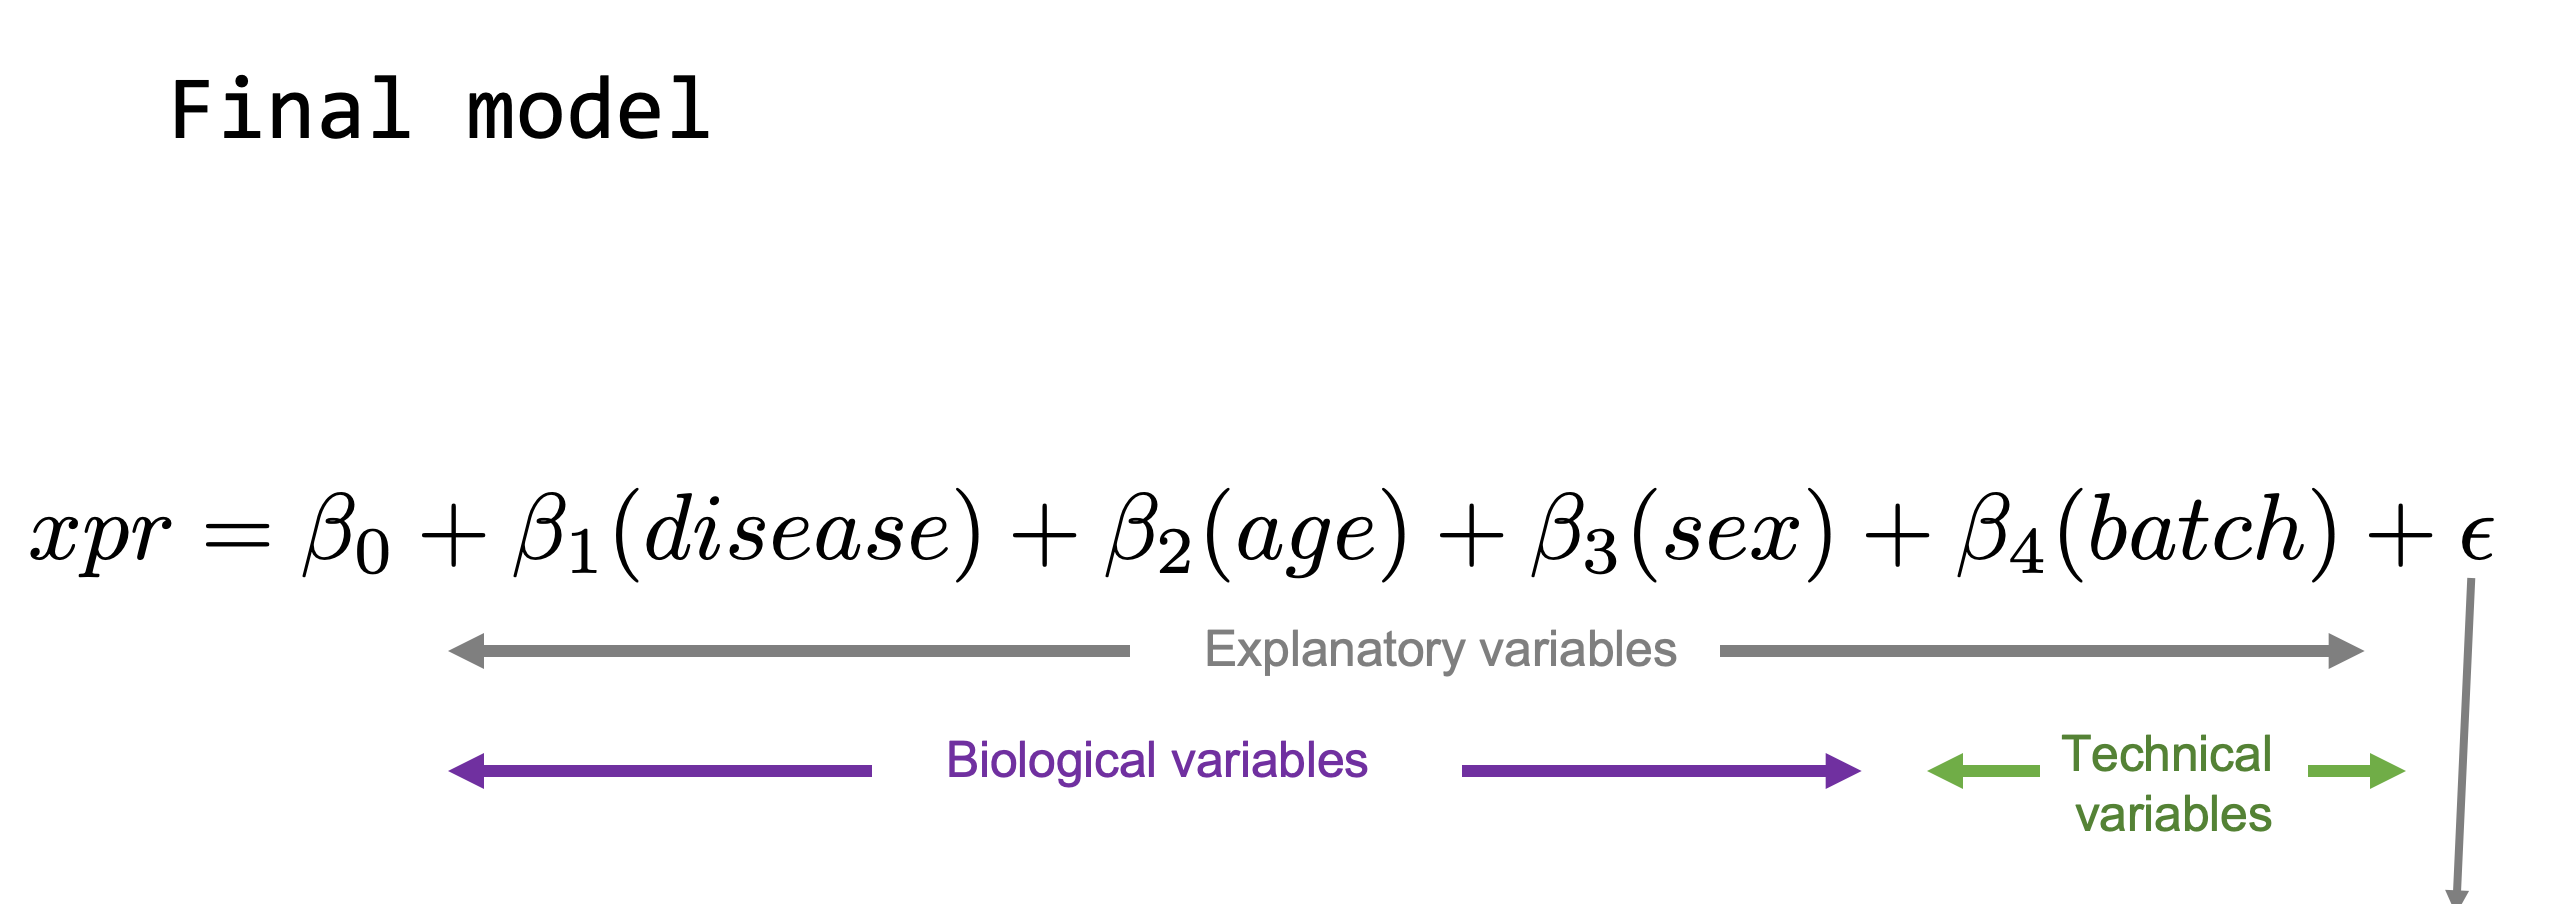 Final model
xpr = β₀ + β₁(disease) + β₂(age) + β₃(sex) + β₄(batch) + ϵ
Explanatory variables
Biological variables
Technical
variables